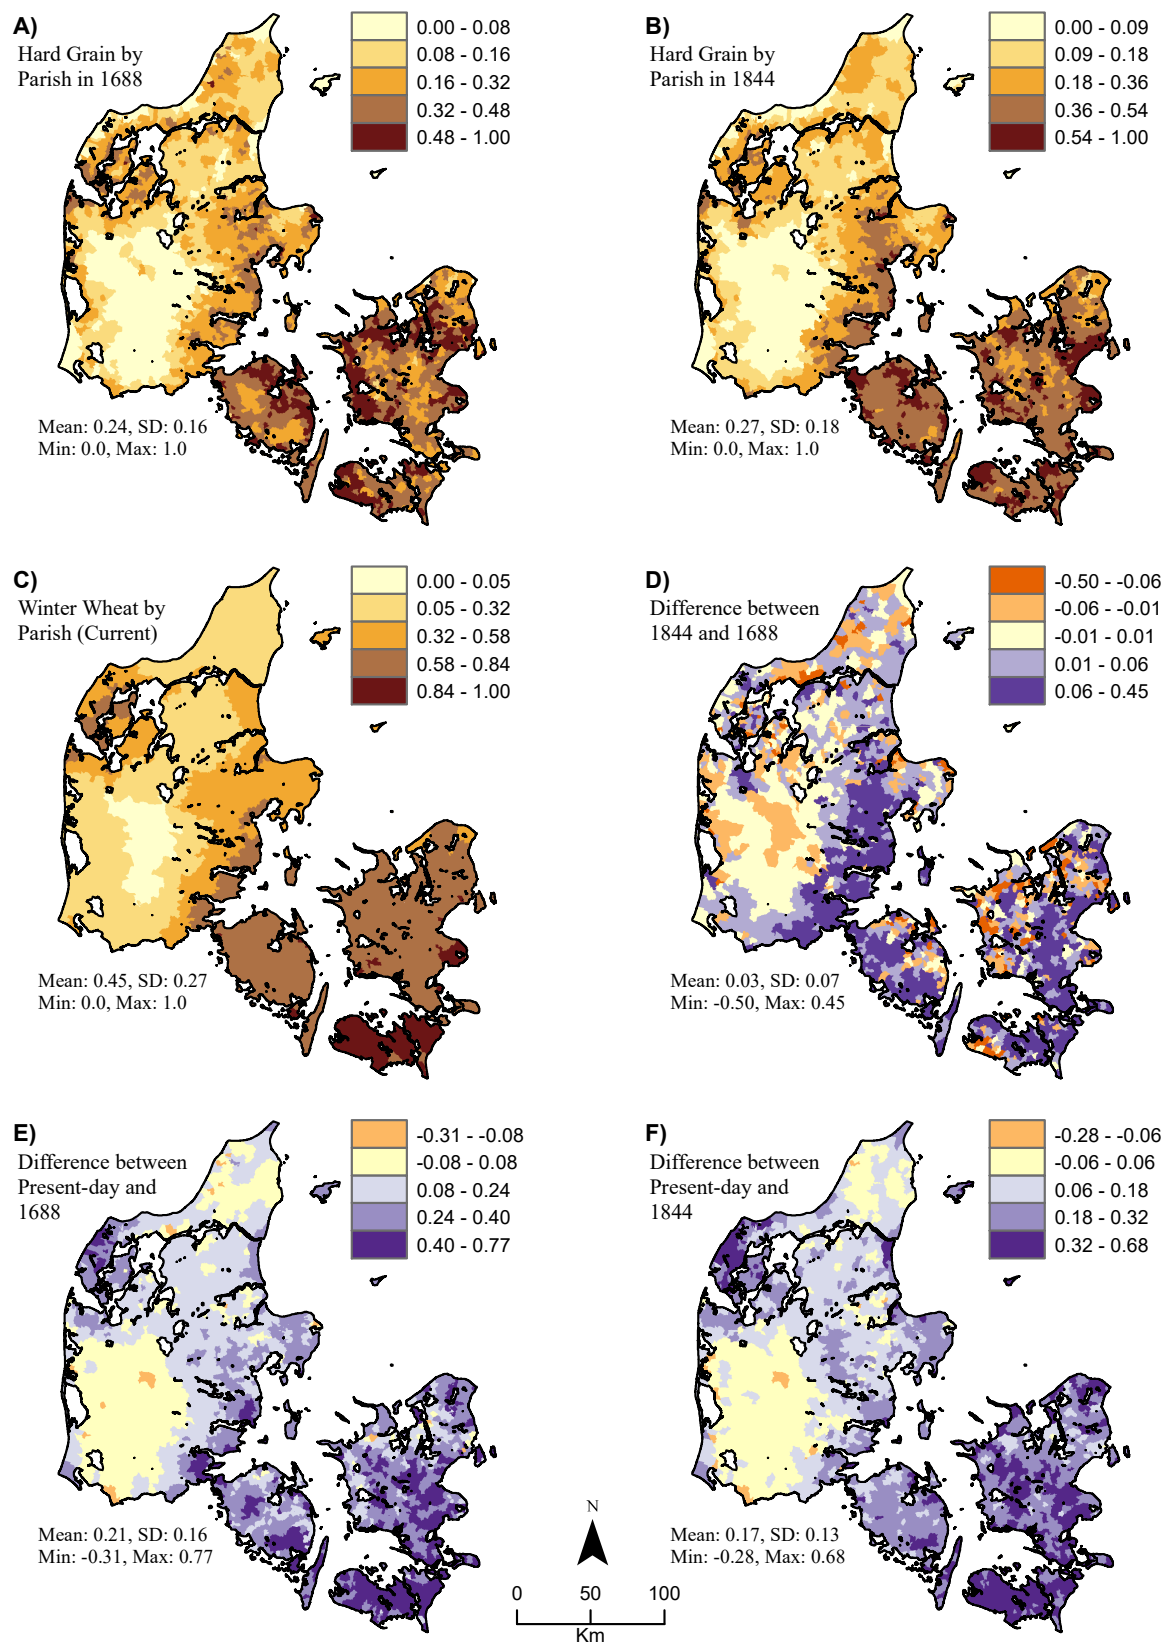 A)
Hard Grain by
Parish in 1688
0.00 - 0.08
0.08 - 0.16
0.16 - 0.32
0.32 - 0.48
0.48 - 1.00
Mean: 0.24, SD: 0.16
Min: 0.0, Max: 1.0
B)
Hard Grain by
Parish in 1844
0.00 - 0.09
0.09 - 0.18
0.18 - 0.36
0.36 - 0.54
0.54 - 1.00
Mean: 0.27, SD: 0.18
Min: 0.0, Max: 1.0
C)
Winter Wheat by
Parish (Current)
0.00 - 0.05
0.05 - 0.32
0.32 - 0.58
0.58 - 0.84
0.84 - 1.00
Mean: 0.45, SD: 0.27
Min: 0.0, Max: 1.0
D)
Difference between
1844 and 1688
-0.50 - -0.06
-0.06 - -0.01
-0.01 - 0.01
0.01 - 0.06
0.06 - 0.45
Mean: 0.03, SD: 0.07
Min: -0.50, Max: 0.45
E)
Difference between
Present-day and
1688
-0.31 - -0.08
-0.08 - 0.08
0.08 - 0.24
0.24 - 0.40
0.40 - 0.77
Mean: 0.21, SD: 0.16
Min: -0.31, Max: 0.77
F)
Difference between
Present-day and
1844
-0.28 - -0.06
-0.06 - 0.06
0.06 - 0.18
0.18 - 0.32
0.32 - 0.68
Mean: 0.17, SD: 0.13
Min: -0.28, Max: 0.68
N
0 50 100
Km